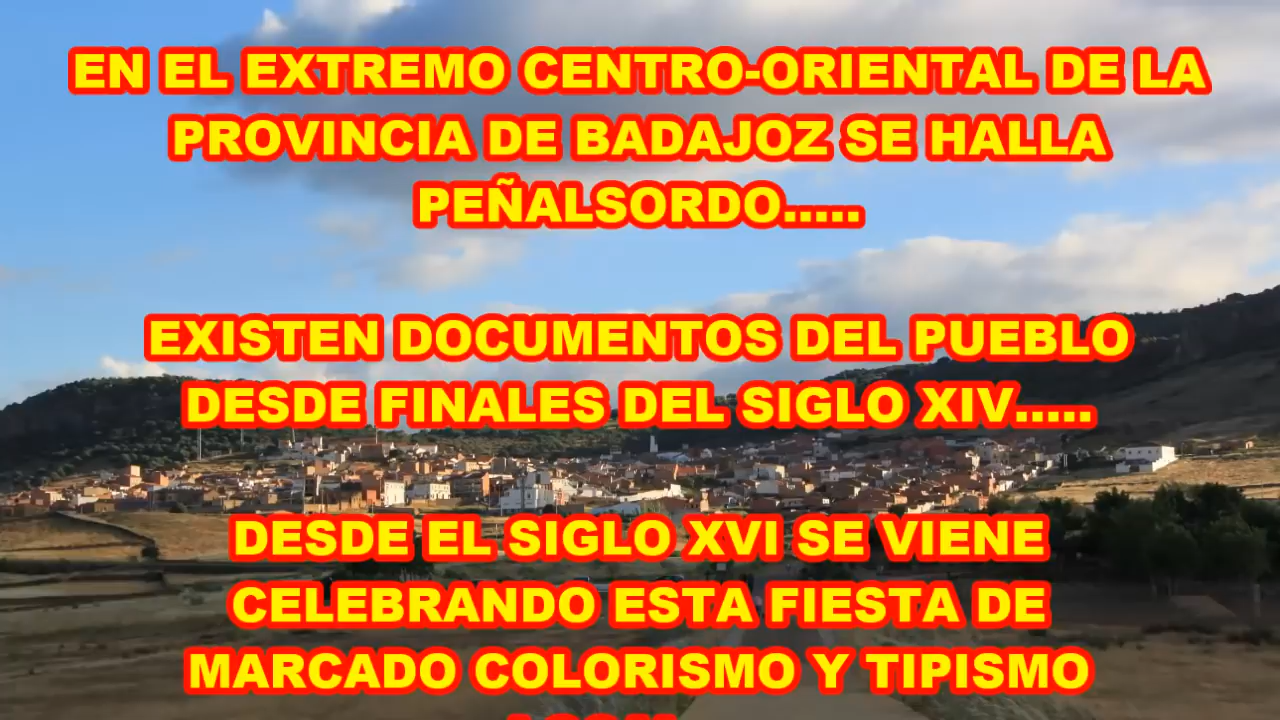 EN EL EXTREMO CENTRO-ORIENTAL DE LA
PROVINCIA DE BADAJOZ SE HALLA
PEÑALSORDO.....
EXISTEN DOCUMENTOS DEL PUEBLO
DESDE FINALES DEL SIGLO XIV.....
DESDE EL SIGLO XVI SE VIENE
CELEBRANDO ESTA FIESTA DE
MARCADO COLORISMO Y TIPISMO